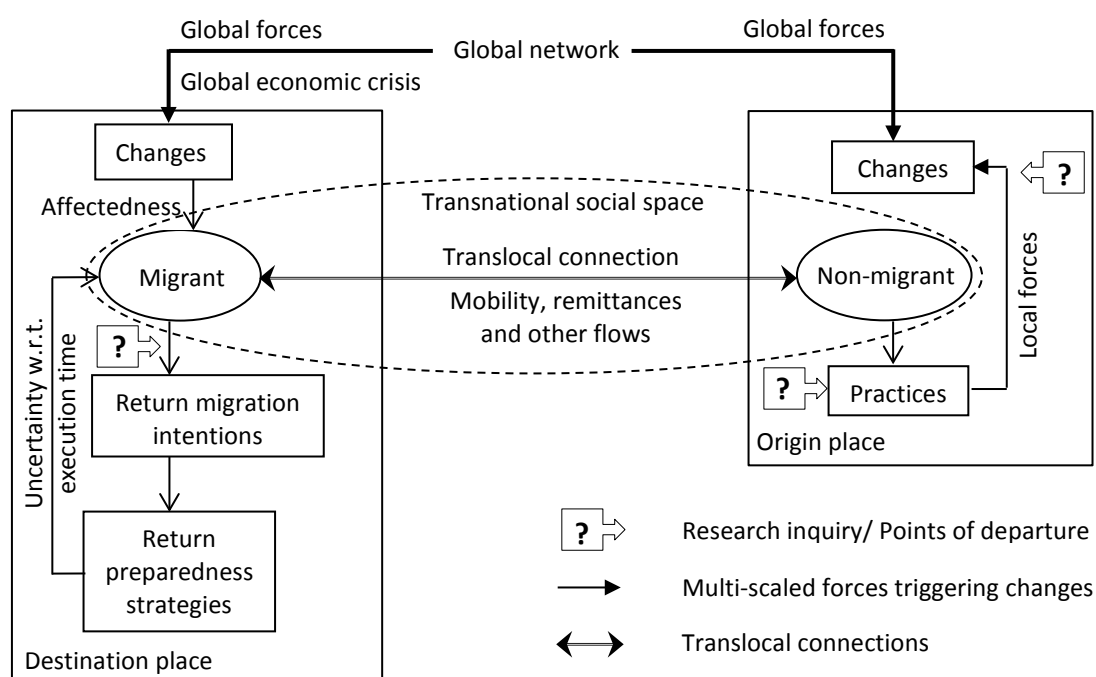 Global forces
Global forces
Global network
Global economic crisis
Changes
Affectedness
Migrant
?
Return migration
intentions
Uncertainty w.r.t.
execution time
Return
preparedness
strategies
Destination place
Transnational social space
Translocal connection
Mobility, remittances
and other flows
Changes
?
Non-migrant
Local forces
?
Practices
Origin place
?
Research inquiry/ Points of departure
Multi-scaled forces triggering changes
Translocal connections